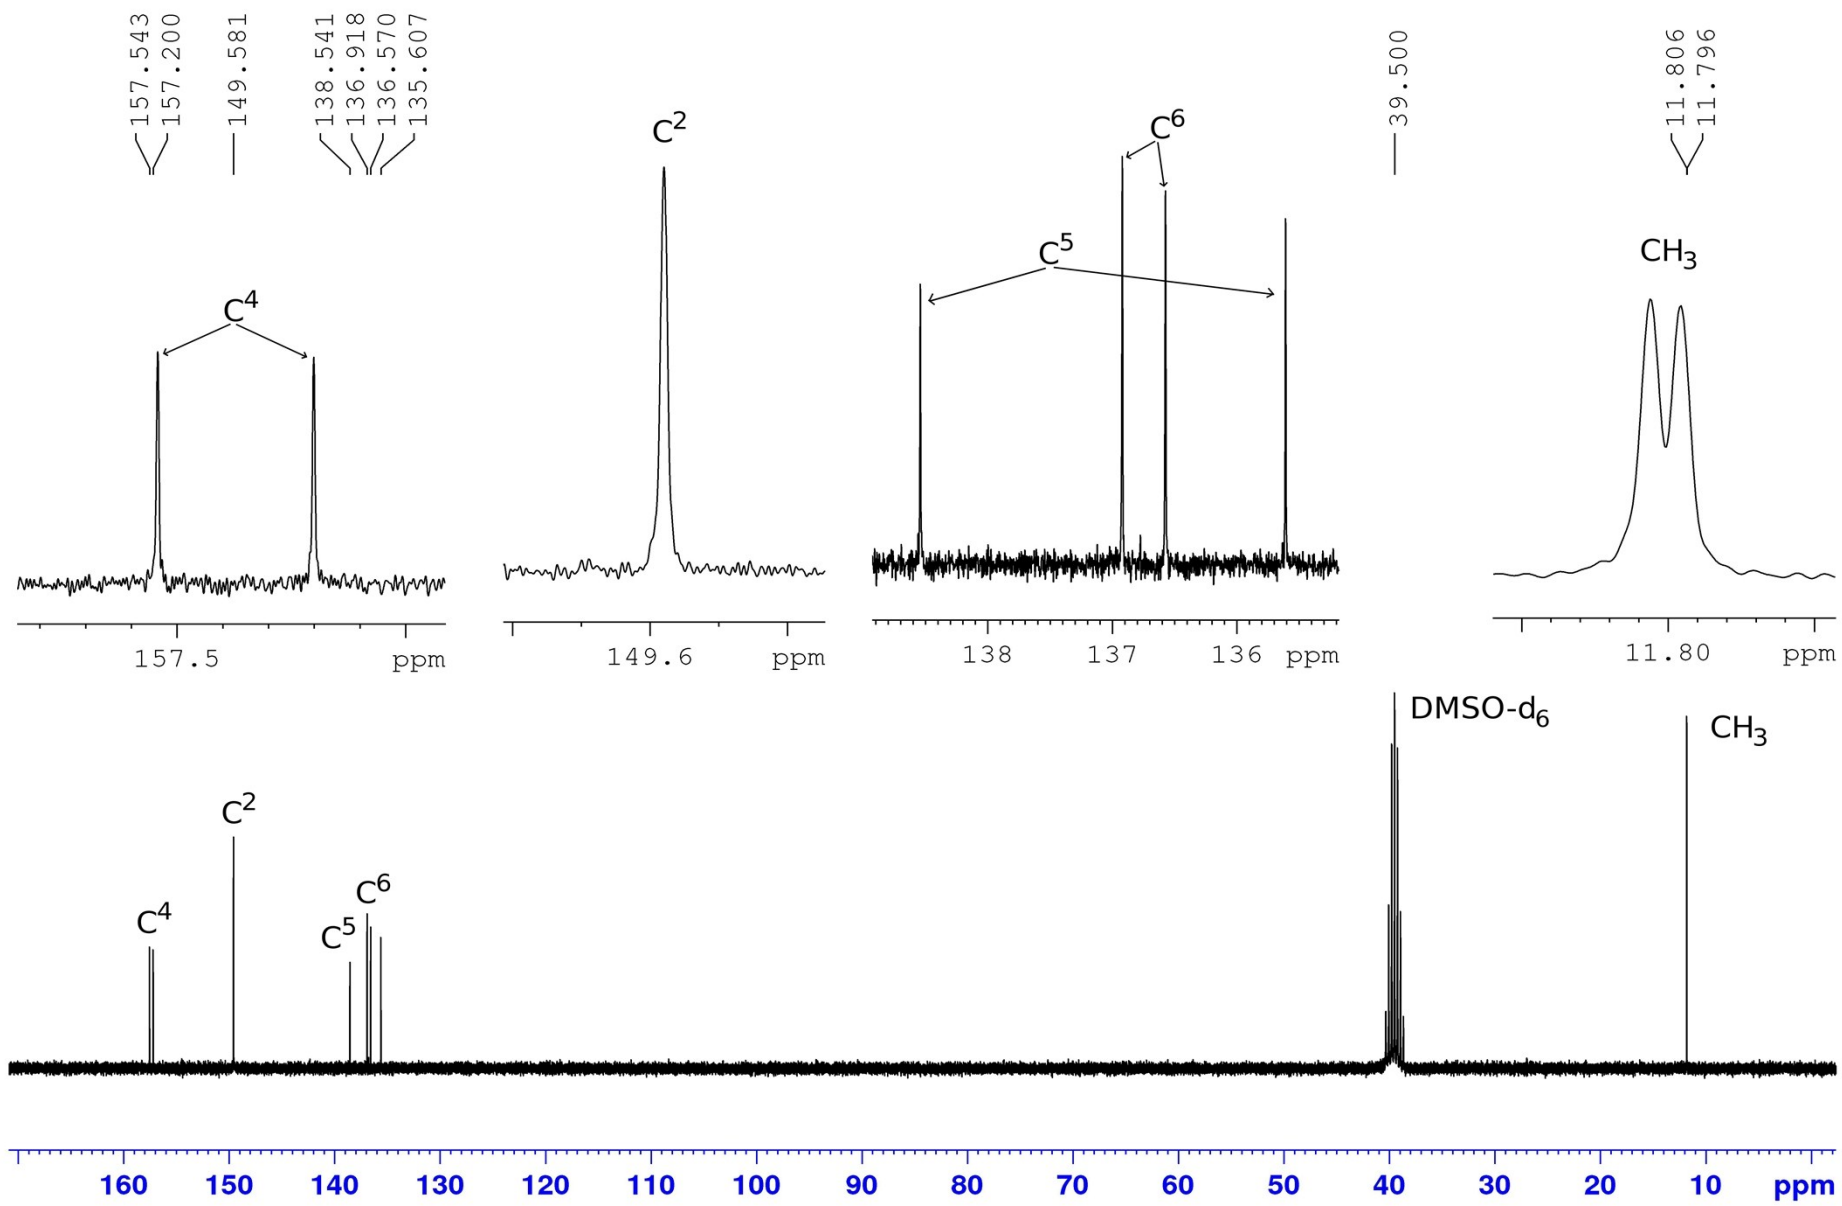 157.543
157.200
149.581
138.541
136.918
136.570
135.607
39.500
11.806
11.796
C4
C2
C6
C5
CH3
157.5 ppm
149.6 ppm
138 137 136 ppm
11.80 ppm
DMSO-d6
CH3
C2
C6
C4
C5
160 150 140 130 120 110 100 90 80 70 60 50 40 30 20 10 ppm